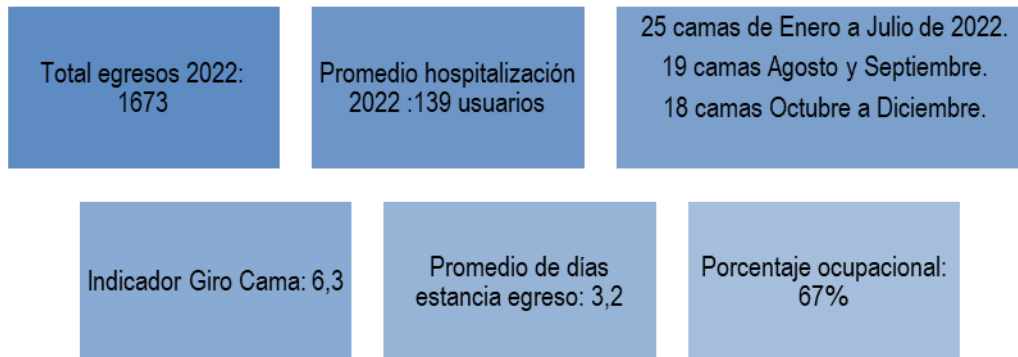 Total egresos 2022:
1673
Promedio hospitalización
2022 :139 usuarios
25 camas de Enero a Julio de 2022.
19 camas Agosto y Septiembre.
18 camas Octubre a Diciembre.
Indicador Giro Cama: 6,3
Promedio de días
estancia egreso: 3,2
Porcentaje ocupacional:
67%